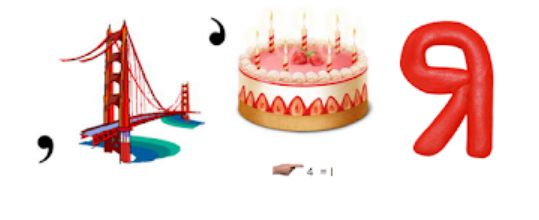 , ’ Я
4 = |